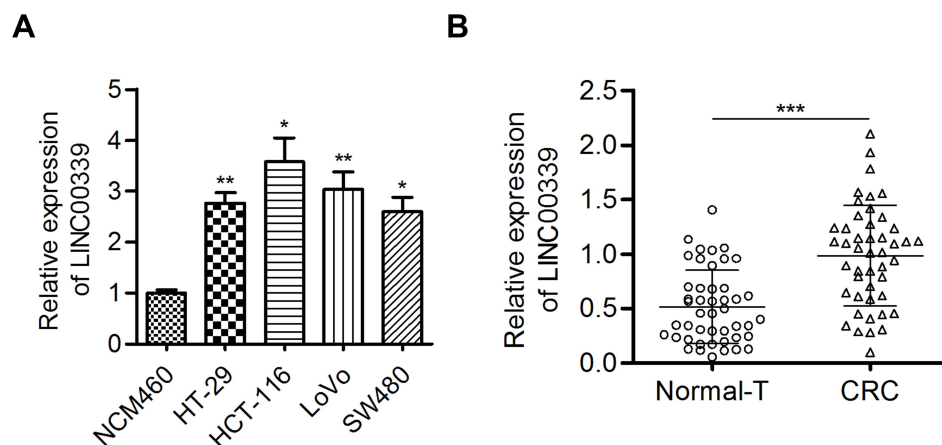 A
Relative expression
of LINC00339
5
4
3
2
1
0
**
*
**
*
NCM460
HT-29
HCT-116
LoVo
SW480
B
Relative expression
of LINC00339
2.5
2.0
1.5
1.0
0.5
0.0
***
Normal-T
CRC